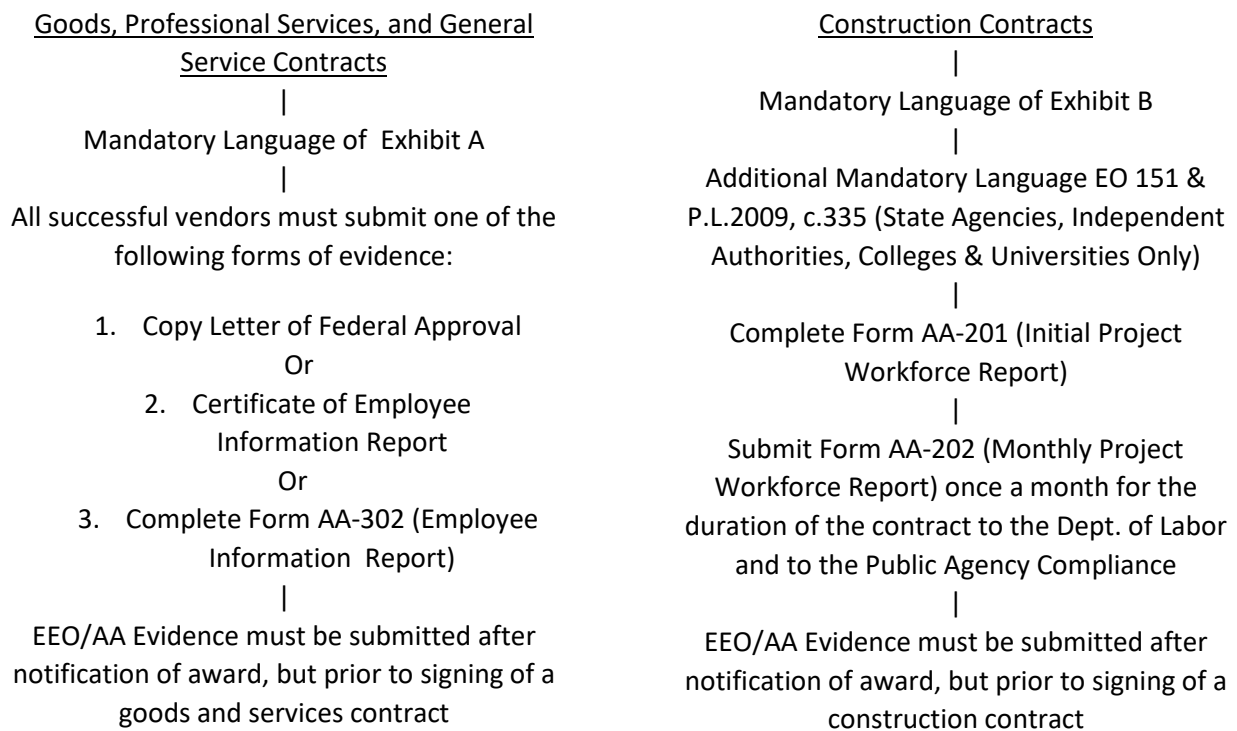 Goods, Professional Services, and General
Service Contracts
|
Mandatory Language of Exhibit A
|
All successful vendors must submit one of the
following forms of evidence:
1. Copy Letter of Federal Approval
Or
2. Certificate of Employee
Information Report
Or
3. Complete Form AA-302 (Employee
Information Report)
|
EEO/AA Evidence must be submitted after
notification of award, but prior to signing of a
goods and services contract
Construction Contracts
|
Mandatory Language of Exhibit B
|
Additional Mandatory Language EO 151 &
P.L.2009, c.335 (State Agencies, Independent
Authorities, Colleges & Universities Only)
|
Complete Form AA-201 (Initial Project
Workforce Report)
|
Submit Form AA-202 (Monthly Project
Workforce Report) once a month for the
duration of the contract to the Dept. of Labor
and to the Public Agency Compliance
|
EEO/AA Evidence must be submitted after
notification of award, but prior to signing of a
construction contract